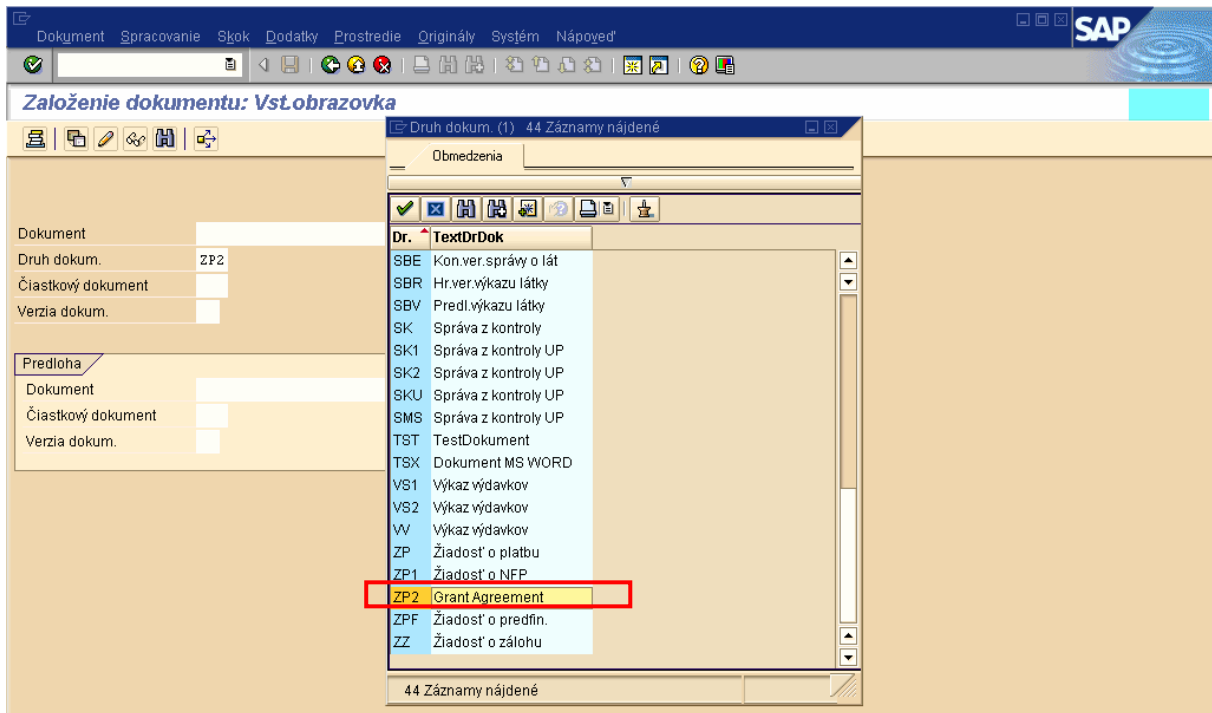 Dokument Spracovanie Skok Dodatky Prostredie Originály Systém Nápoveď
SAP
Založenie dokumentu: Vst.obrazovka
Dokument
Druh dokum. ZP2
Čiastkový dokument
Verzia dokum.
Predloha
Dokument
Čiastkový dokument
Verzia dokum.
Druh dokum. (1) 44 Záznamy nájdené
Obmedzenia
Dr. TextDrDok
SBE Kon.ver.správy o lát
SBR Hr.ver.výkazu látky
SBV Predl.výkazu látky
SK Správa z kontroly
SK1 Správa z kontroly UP
SK2 Správa z kontroly UP
SKU Správa z kontroly UP
SMS Správa z kontroly UP
TST TestDokument
TSX Dokument MS WORD
VS1 Výkaz výdavkov
VS2 Výkaz výdavkov
VV Výkaz výdavkov
ZP Žiadosť o platbu
ZP1 Žiadosť o NFP
ZP2 Grant Agreement
ZPF Žiadosť o predfin.
ZZ Žiadosť o zálohu
44 Záznamy nájdené